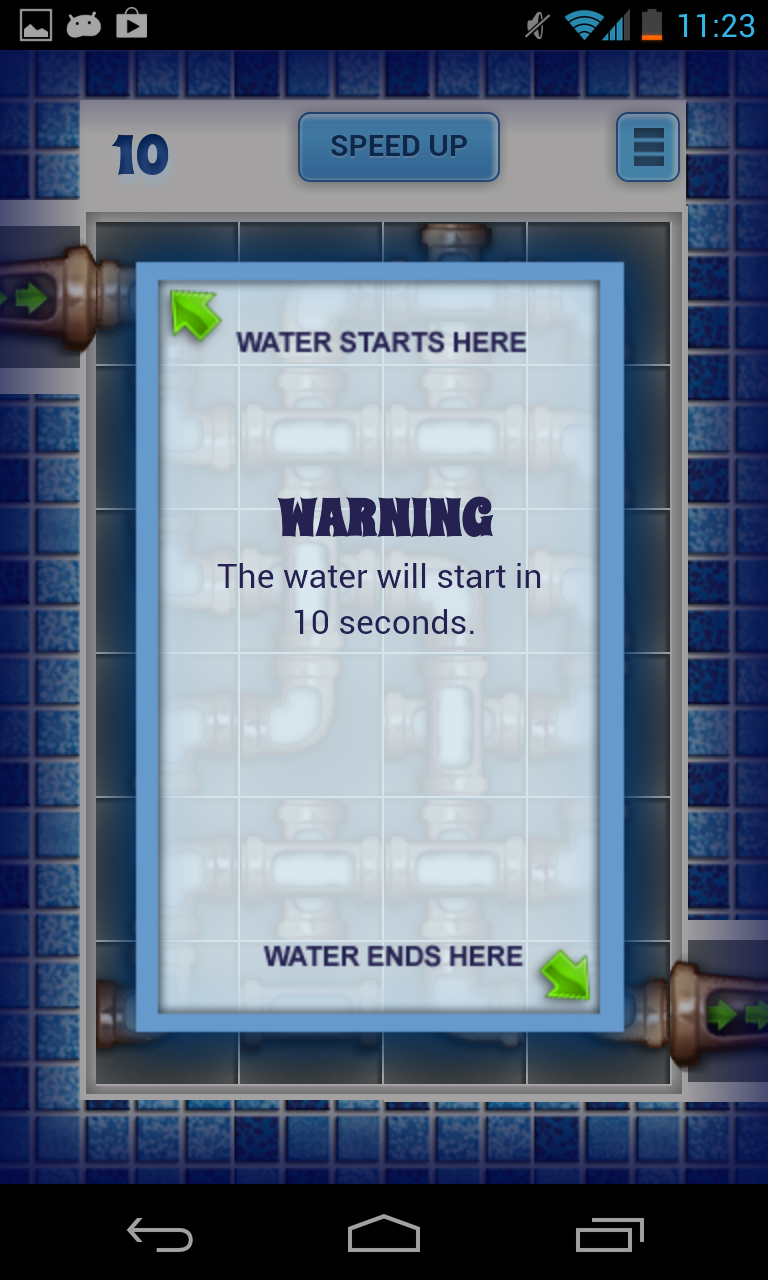 11:23
10
SPEED UP
WATER STARTS HERE
WARNING
The water will start in
10 seconds.
WATER ENDS HERE